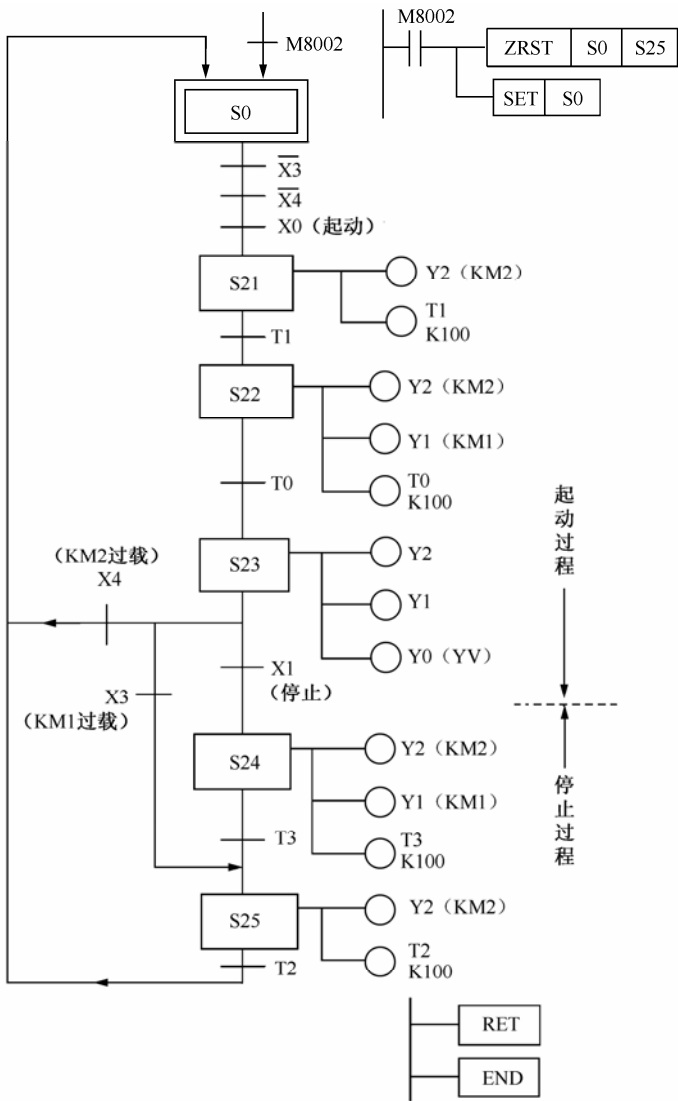 M8002
M8002
ZRST S0 S25
SET S0
S0
X3
X4
X0（起动）
S21
Y2（KM2）
T1
K100
T1
S22
Y2（KM2）
Y1（KM1）
T0
K100
T0
起动过程
S23
Y2
Y1
Y0（YV）
（KM2过载）
X4
X1
（停止）
X3
（KM1过载）
S24
Y2（KM2）
Y1（KM1）
T3
K100
T3
停止过程
S25
Y2（KM2）
T2
K100
T2
RET
END